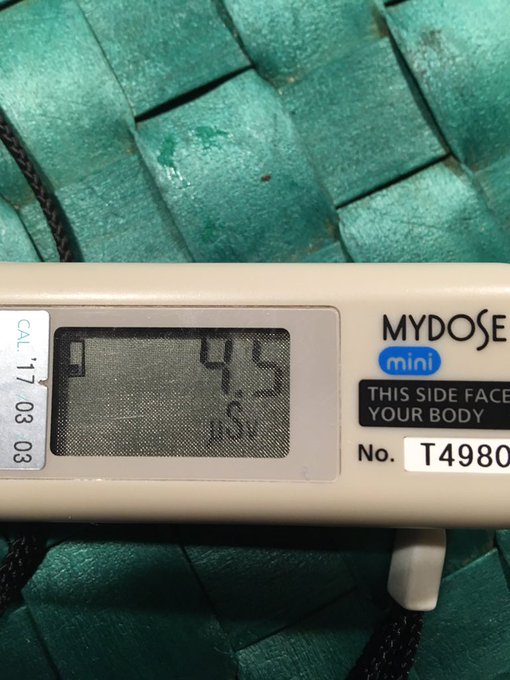 CAL. '17 03 03
4.5
µSv
MYDOSE
mini
THIS SIDE FACE
YOUR BODY
No. T4980